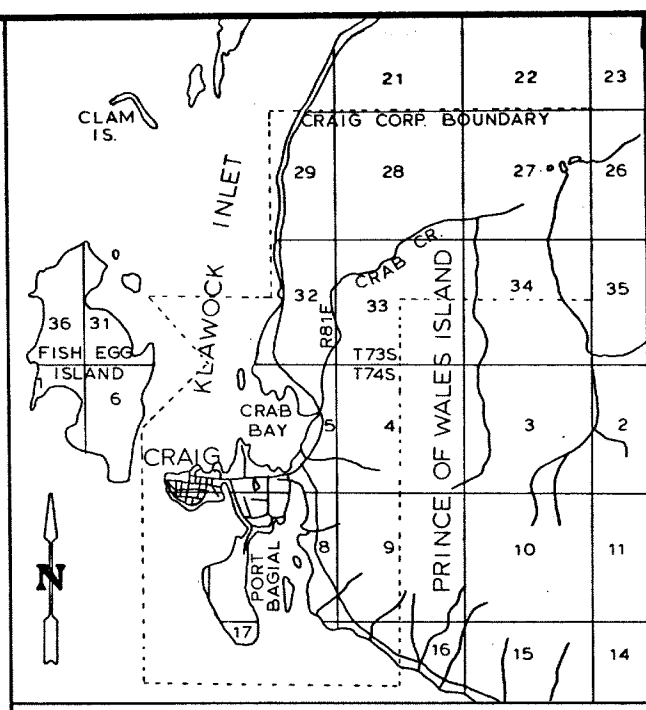 21
22
23
CLAM
IS.
CRAIG CORP. BOUNDARY
29
28
27
26
KLAWOCK INLET
CRAB CR.
32
33
34
35
36
31
R81E
PRINCE OF WALES ISLAND
FISH EGG
ISLAND
T73S
T74S
1
6
CRAB
BAY
5
4
3
2
CRAIG
N
8
9
10
11
PORT
BAGIAL
17
16
15
14